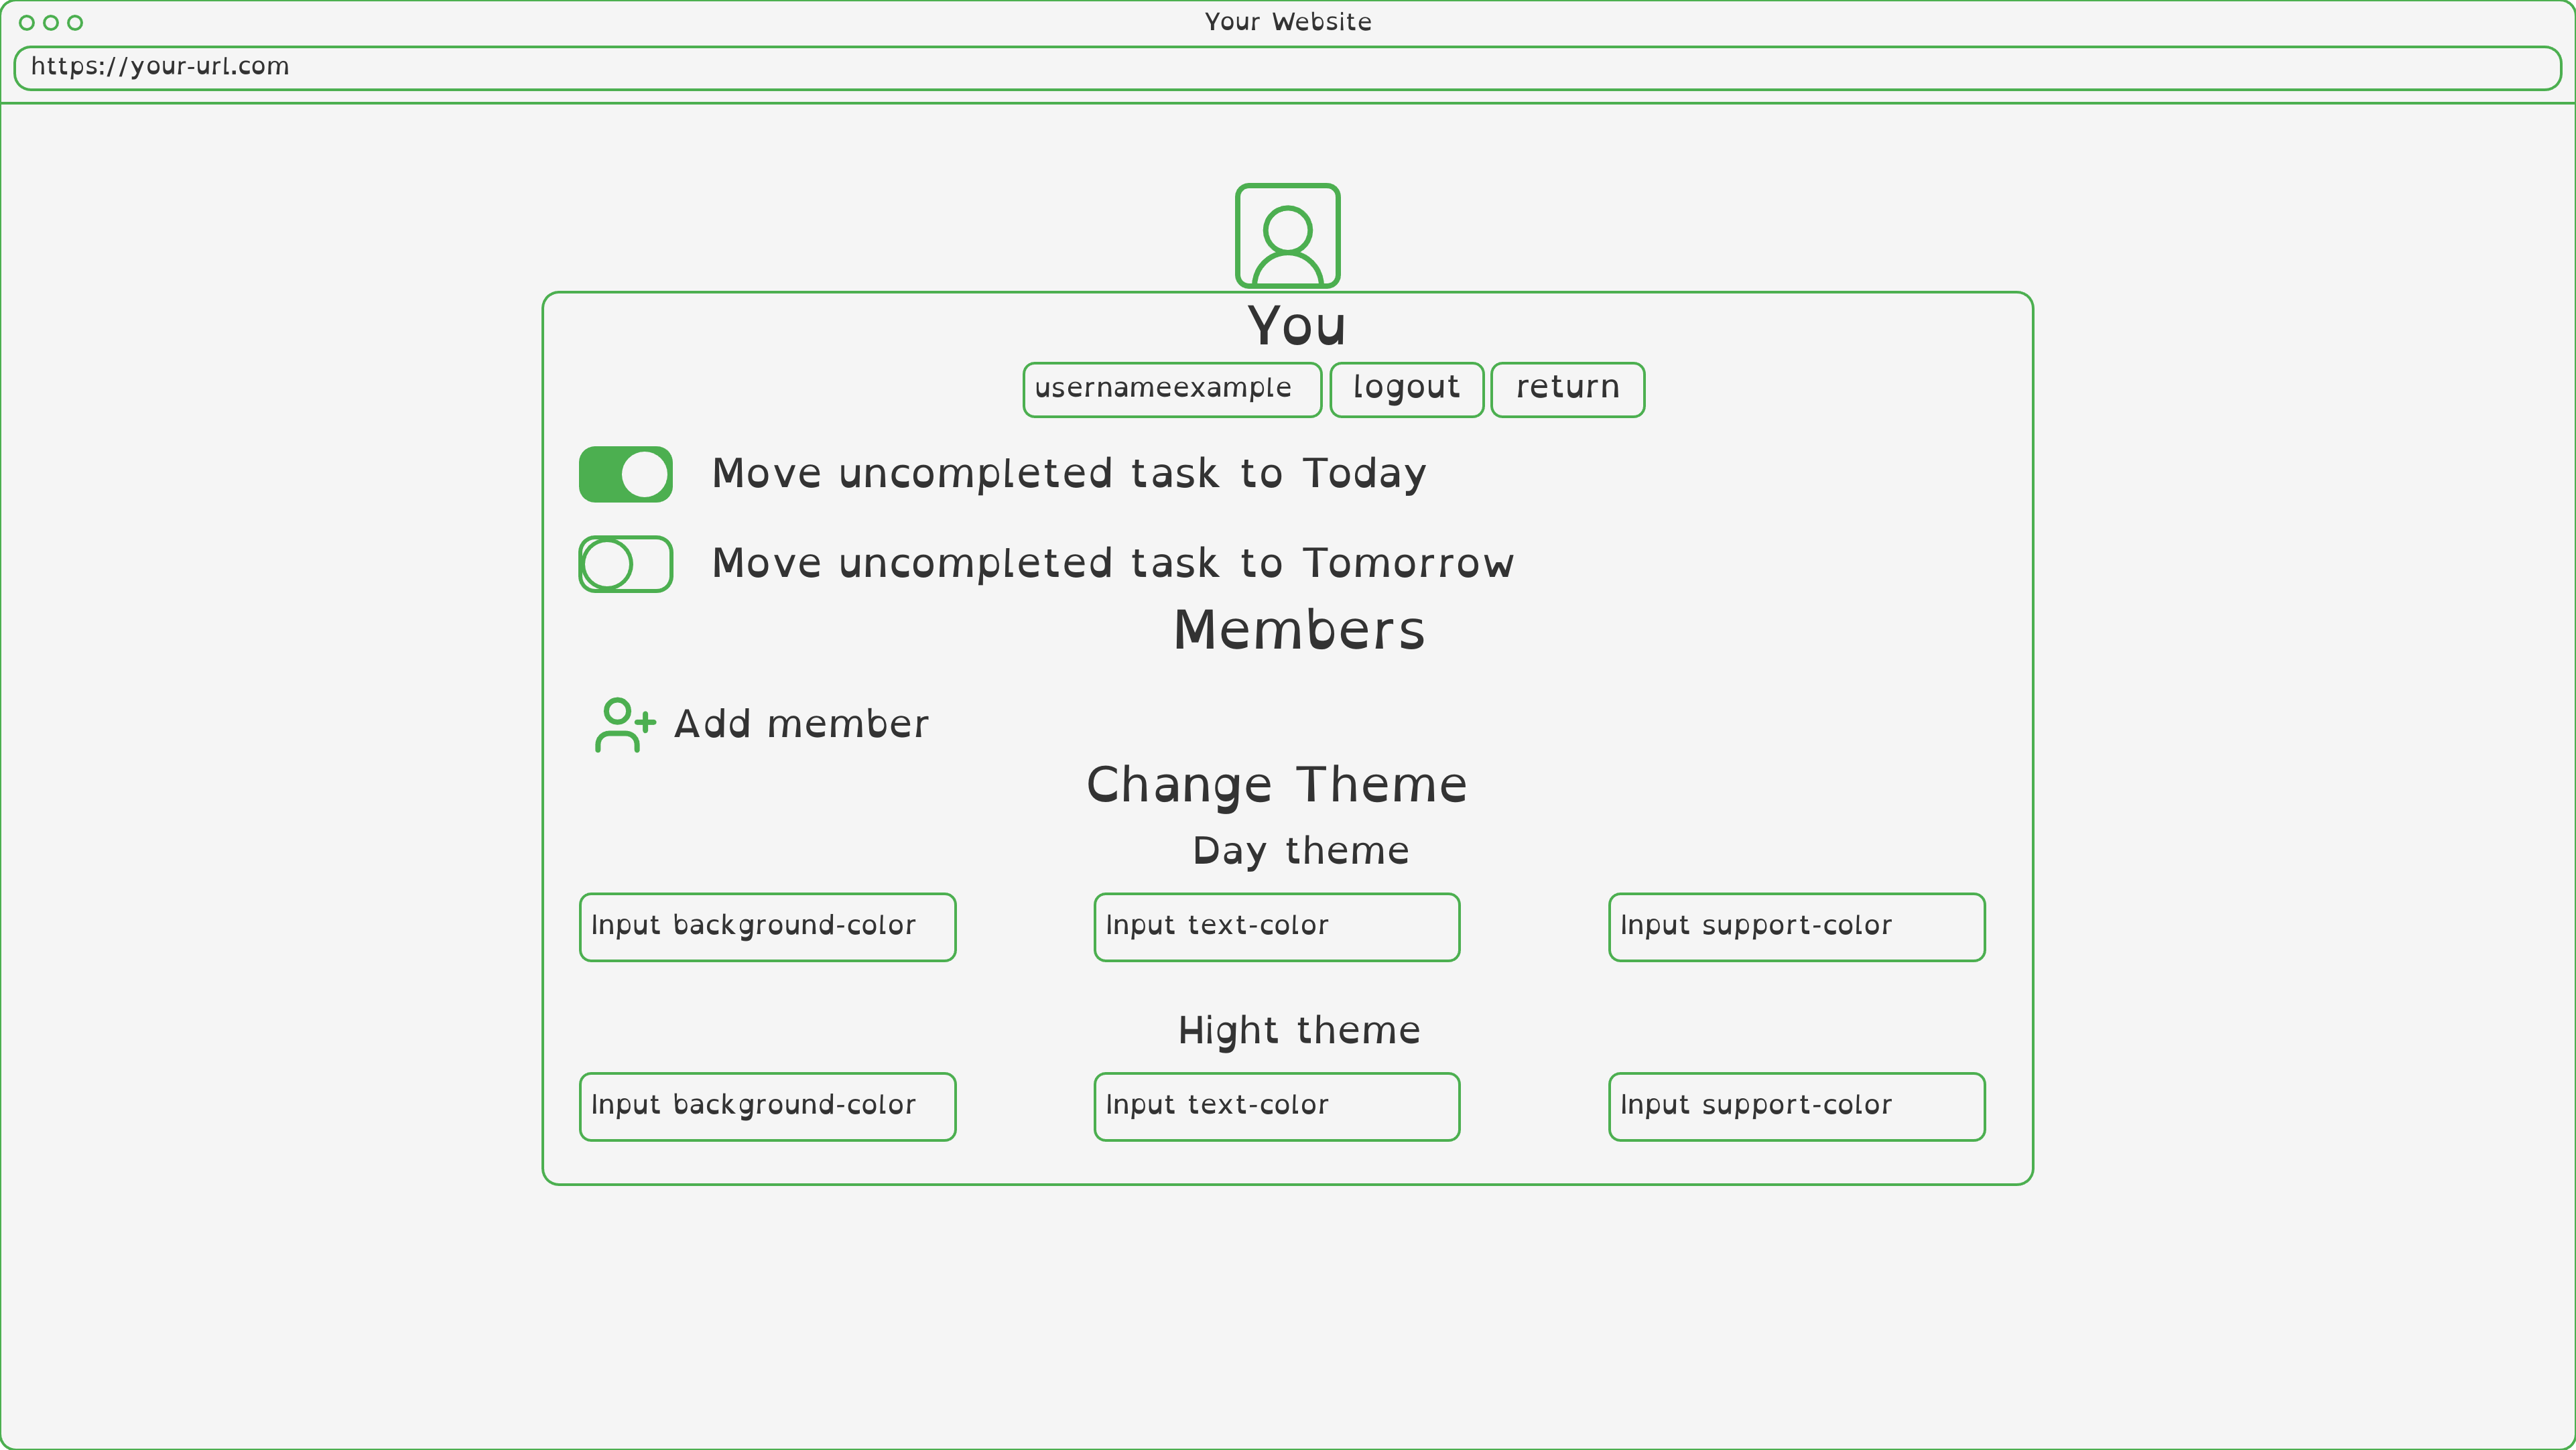 Your Website
https://your-url.com
You
usernameexample logout return
Move uncompleted task to Today
Move uncompleted task to Tomorrow
Members
Add member
Change Theme
Day theme
Input background-color Input text-color Input support-color
Hight theme
Input background-color Input text-color Input support-color